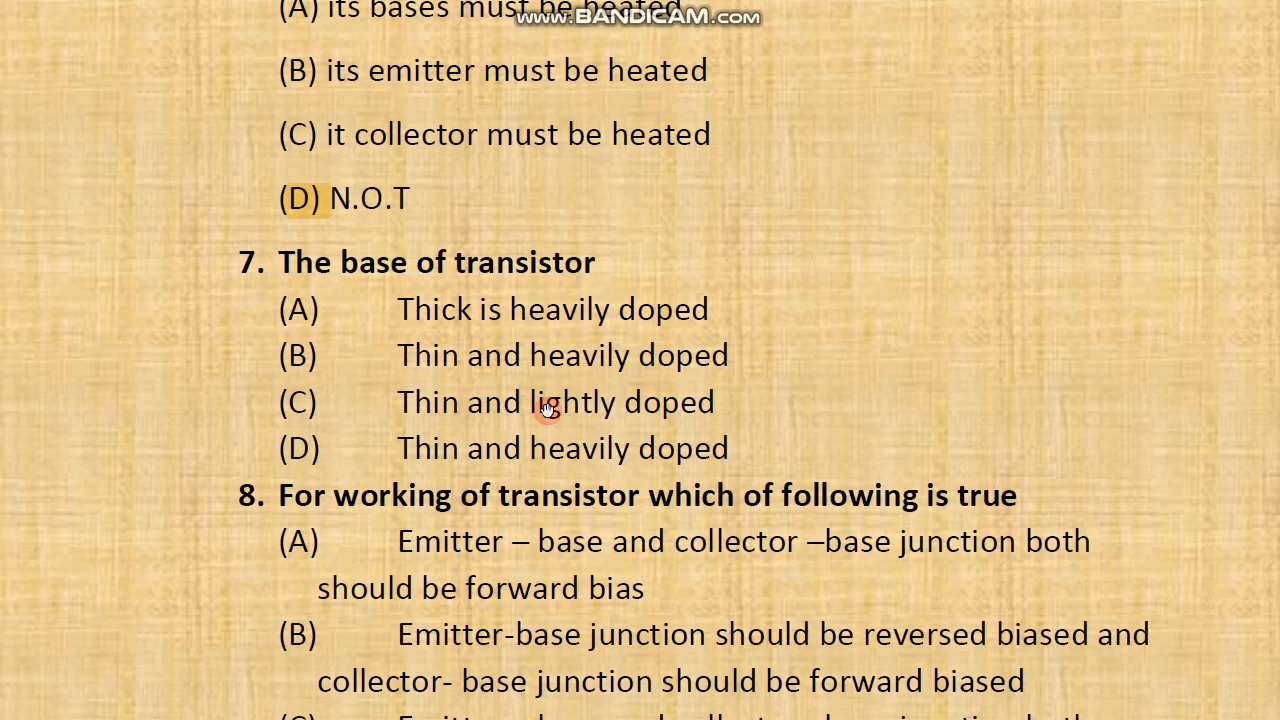 (A) its bases must be heated
www.BANDICAM.com
(B) its emitter must be heated
(C) it collector must be heated
(D) N.O.T
7. The base of transistor
(A) Thick is heavily doped
(B) Thin and heavily doped
(C) Thin and lightly doped
(D) Thin and heavily doped
8. For working of transistor which of following is true
(A) Emitter – base and collector –base junction both
should be forward bias
(B) Emitter-base junction should be reversed biased and
collector- base junction should be forward biased